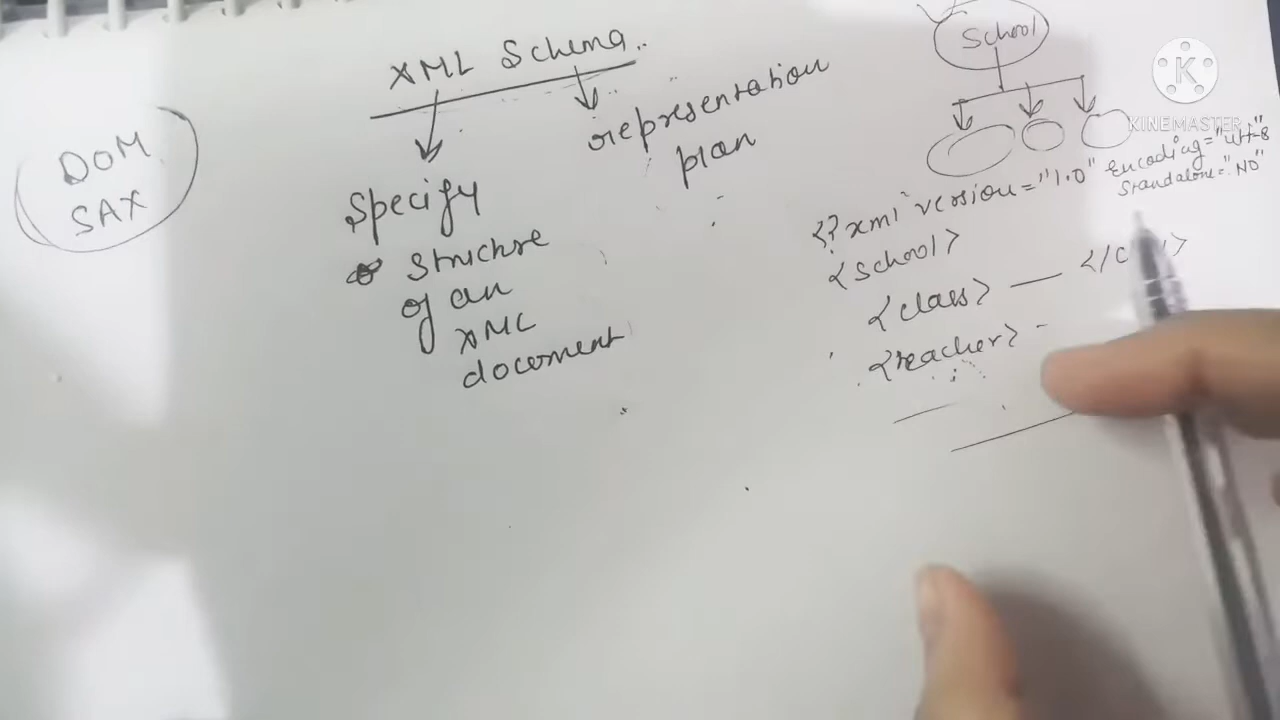 XML Schema..
representation
plan
Specify
Structure
of an
XML
document
DOM
SAX
School
K
KINEMASTER
<?xml version="1.0" Encoding="utf-8"
Standalone="NO"
<School>
<class> —
<teacher> -